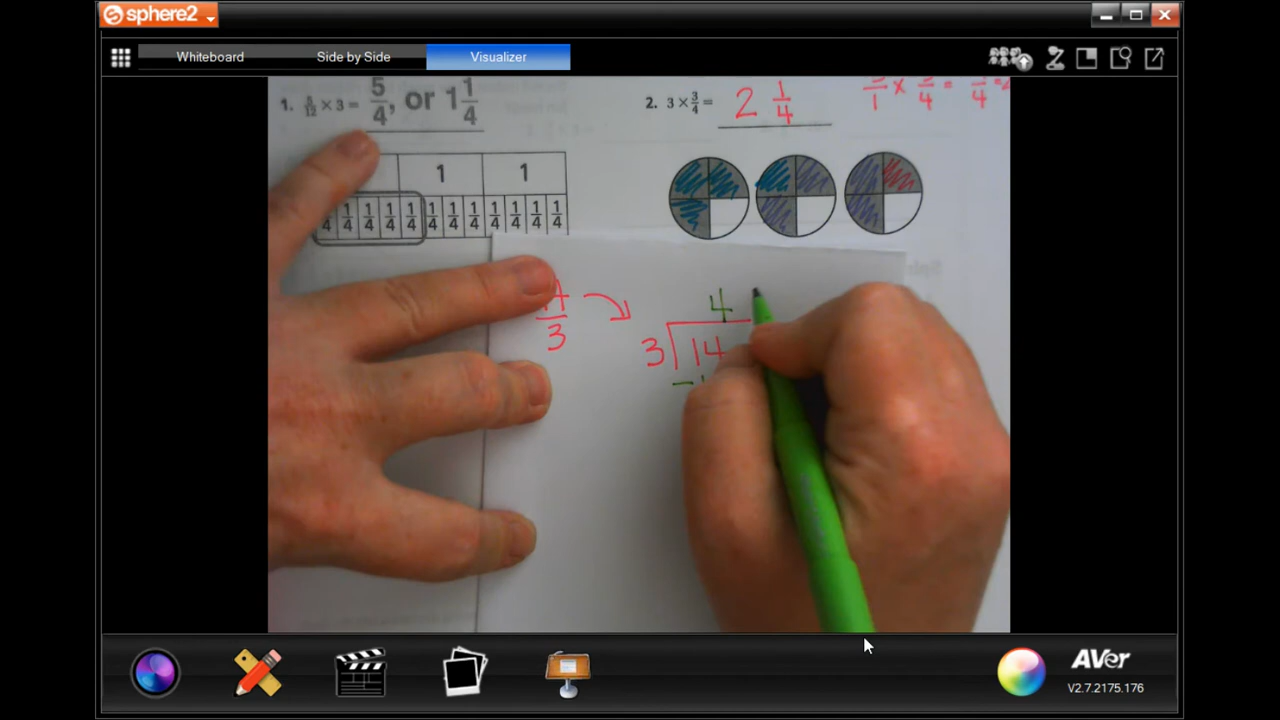 sphere2
Whiteboard Side by Side Visualizer
1. 5/12 × 3 = 5/4, or 1 1/4
2. 3 × 3/4 = 2 1/4
/1 × /4 = /4 =
1 1
1/4 1/4 1/4 1/4 1/4 1/4 1/4 1/4 1/4 1/4 1/4
/3
4
3 14
-
AVer
V2.7.2175.176